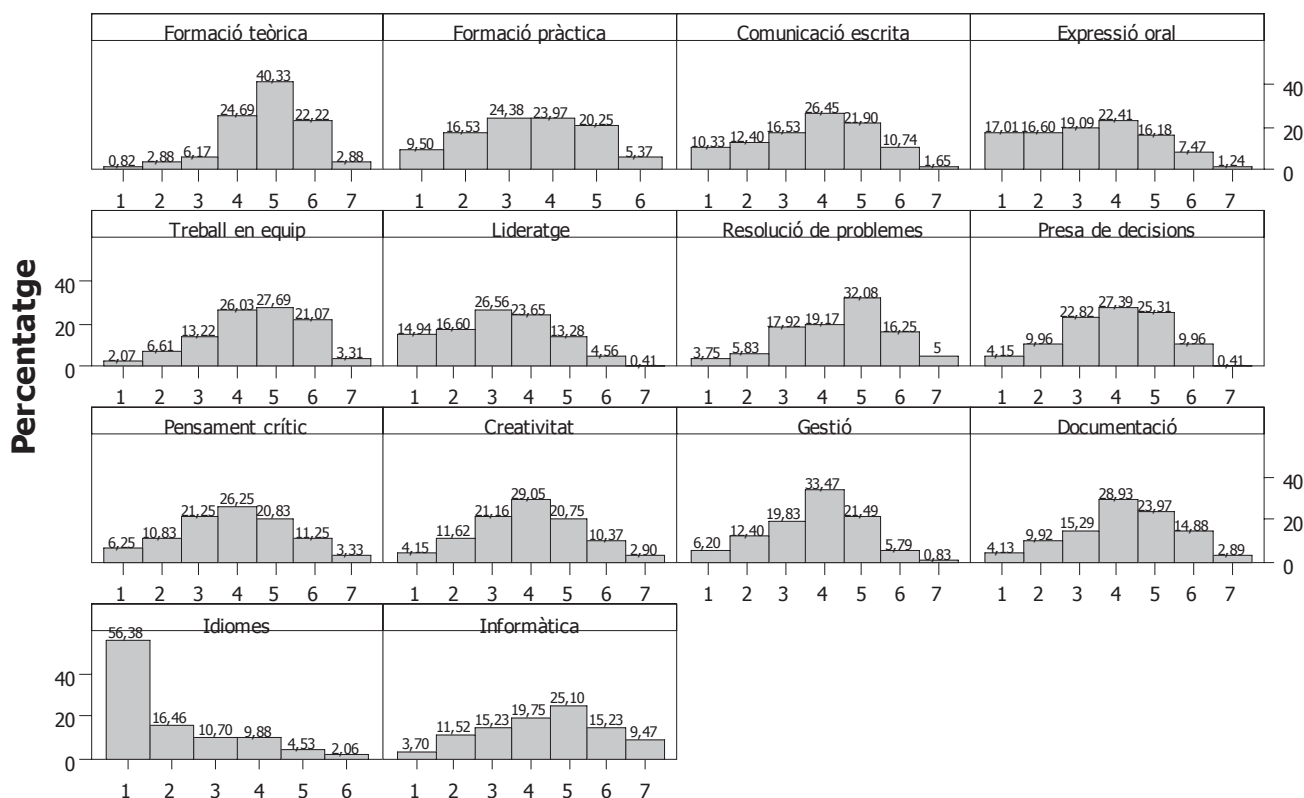 Percentatge
Formació teòrica
Formació pràctica
Comunicació escrita
Expressió oral
0,82 2,88 6,17 24,69 40,33 22,22 2,88
9,50 16,53 24,38 23,97 20,25 5,37
10,33 12,40 16,53 26,45 21,90 10,74 1,65
17,01 16,60 19,09 22,41 16,18 7,47 1,24
40
20
0
1 2 3 4 5 6 7
1 2 3 4 5 6
1 2 3 4 5 6 7
1 2 3 4 5 6 7
Treball en equip
Lideratge
Resolució de problemes
Presa de decisions
40
20
0
2,07 6,61 13,22 26,03 27,69 21,07 3,31
14,94 16,60 26,56 23,65 13,28 4,56 0,41
3,75 5,83 17,92 19,17 32,08 16,25 5
4,15 9,96 22,82 27,39 25,31 9,96 0,41
1 2 3 4 5 6 7
1 2 3 4 5 6 7
1 2 3 4 5 6 7
1 2 3 4 5 6 7
Pensament crític
Creativitat
Gestió
Documentació
6,25 10,83 21,25 26,25 20,83 11,25 3,33
4,15 11,62 21,16 29,05 20,75 10,37 2,90
6,20 12,40 19,83 33,47 21,49 5,79 0,83
4,13 9,92 15,29 28,93 23,97 14,88 2,89
40
20
0
1 2 3 4 5 6 7
1 2 3 4 5 6 7
1 2 3 4 5 6 7
1 2 3 4 5 6 7
Idiomes
Informàtica
40
20
0
56,38 16,46 10,70 9,88 4,53 2,06
3,70 11,52 15,23 19,75 25,10 15,23 9,47
1 2 3 4 5 6
1 2 3 4 5 6 7